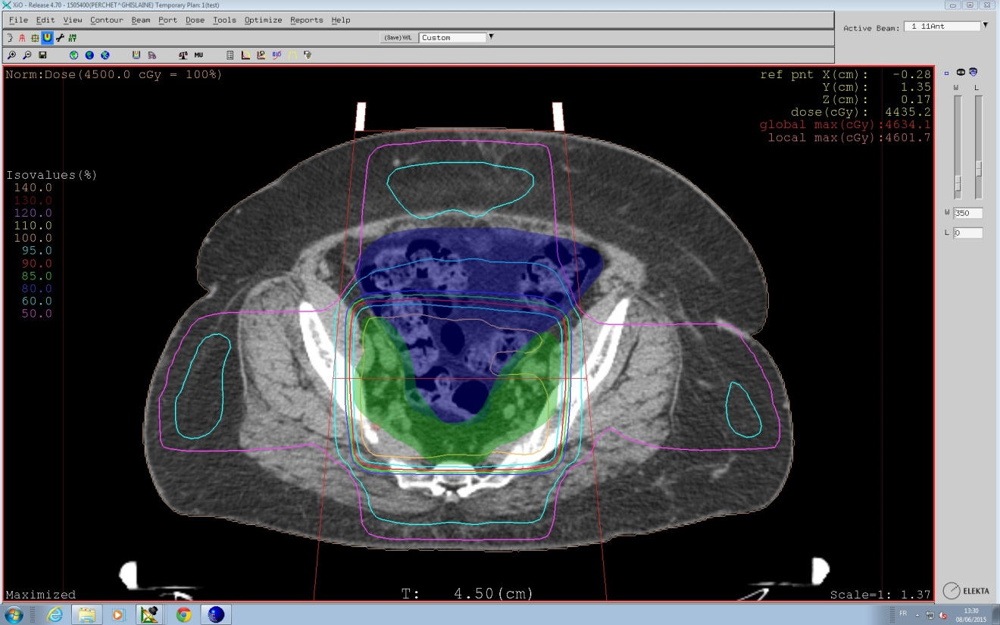 XiO - Release 4.70 - 1505400(PERCHET^GHISLAINE) Temporary Plan: 1(test)
File Edit View Contour Beam Port Dose Tools Optimize Reports Help
Active Beam: 1 11Ant
(Save) W/L Custom
MU BIO
Norm:Dose(4500.0 cGy = 100%)
ref pnt X(cm): -0.28
Y(cm): 1.35
Z(cm): 0.17
dose(cGy): 4435.2
global max(cGy):4634.1
local max(cGy):4601.7
W L
Isovalues(%)
140.0
130.0
120.0
110.0
100.0
95.0
90.0
85.0
80.0
60.0
50.0
W 350
L 0
Maximized
T: 4.50(cm)
Scale=1: 1.37
ELEKTA
FR
13:30
08/06/2015